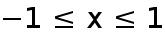 −1 ≤ x ≤ 1